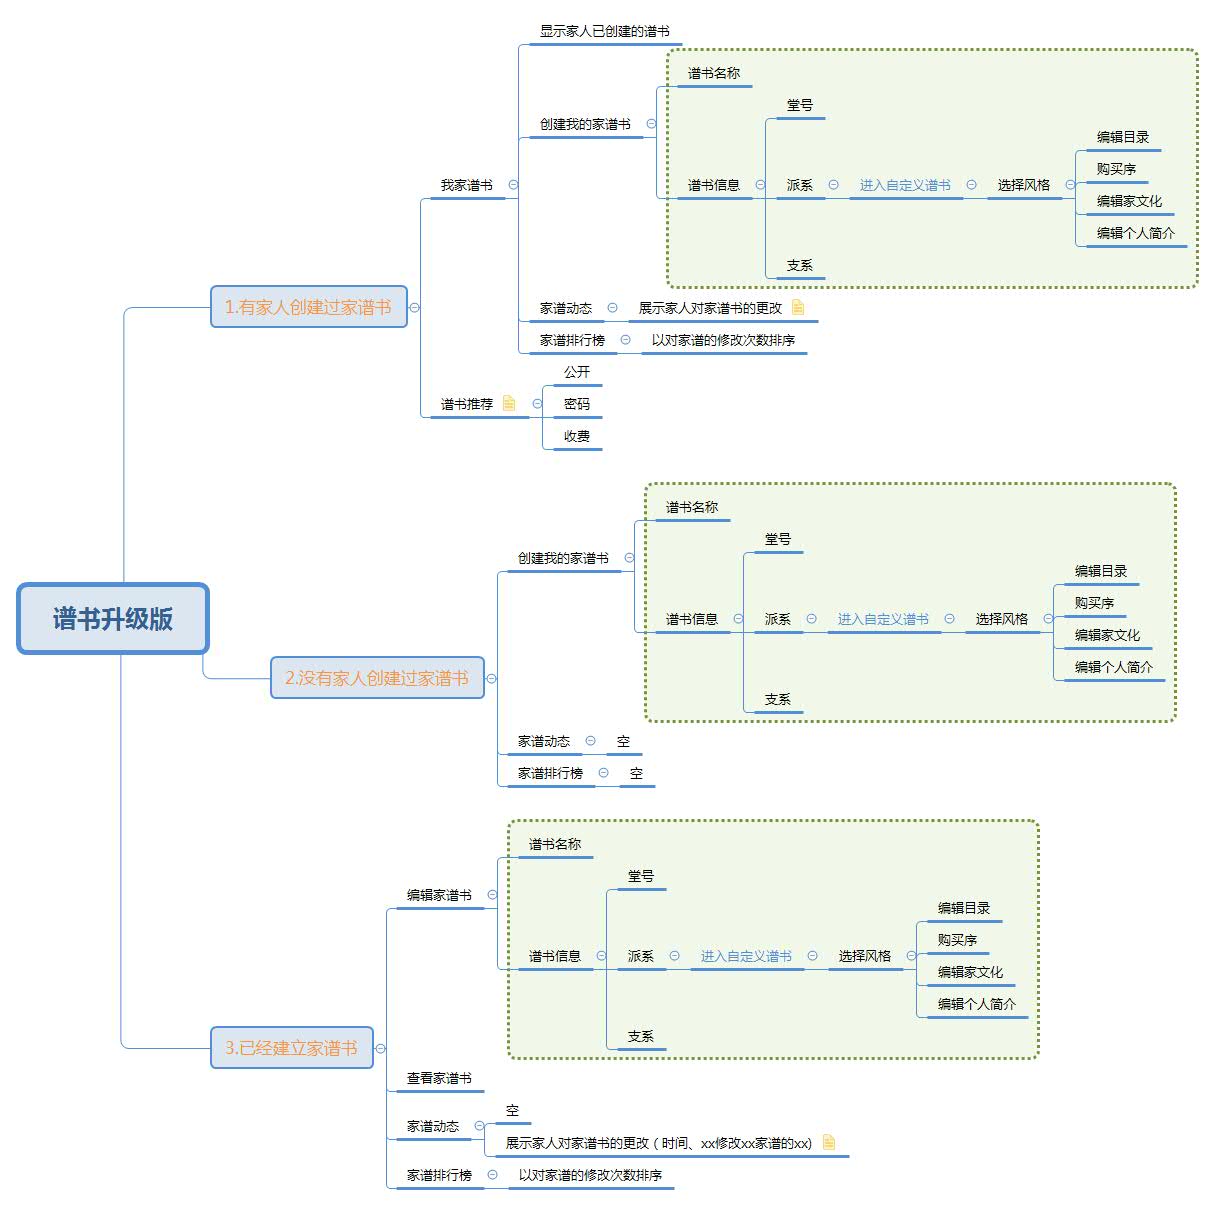 谱书升级版
1.有家人创建过家谱书
我家谱书
显示家人已创建的谱书
创建我的家谱书
谱书名称
谱书信息
堂号
派系
进入自定义谱书
选择风格
编辑目录
购买序
编辑家文化
编辑个人简介
支系
家谱动态
展示家人对家谱书的更改
家谱排行榜
以对家谱的修改次数排序
谱书推荐
公开
密码
收费
2.没有家人创建过家谱书
创建我的家谱书
谱书名称
谱书信息
堂号
派系
进入自定义谱书
选择风格
编辑目录
购买序
编辑家文化
编辑个人简介
支系
家谱动态
空
家谱排行榜
空
3.已经建立家谱书
编辑家谱书
谱书名称
谱书信息
堂号
派系
进入自定义谱书
选择风格
编辑目录
购买序
编辑家文化
编辑个人简介
支系
查看家谱书
家谱动态
空
展示家人对家谱书的更改（时间、xx修改xx家谱的xx)
家谱排行榜
以对家谱的修改次数排序